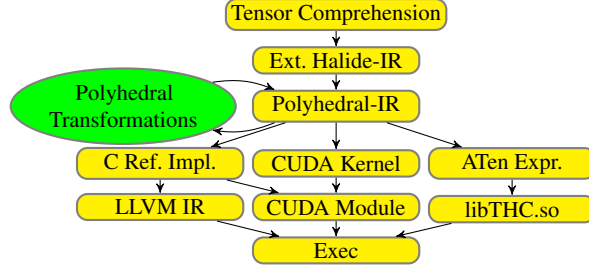 Tensor Comprehension
Ext. Halide-IR
Polyhedral
Transformations
Polyhedral-IR
C Ref. Impl.
CUDA Kernel
ATen Expr.
LLVM IR
CUDA Module
libTHC.so
Exec